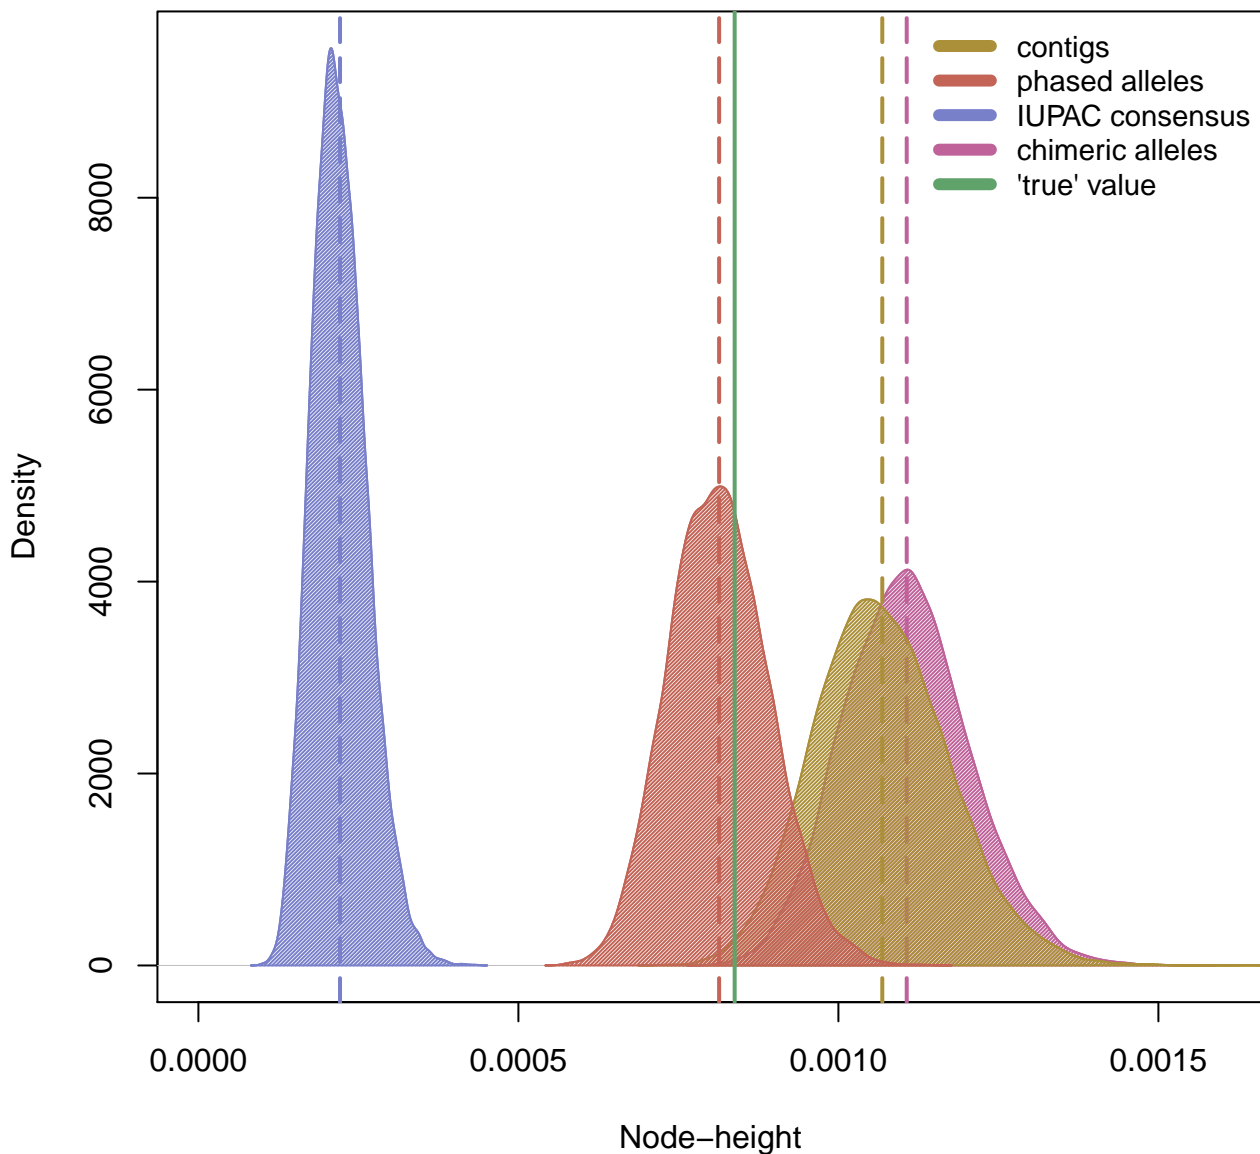 contigs
phased alleles
IUPAC consensus
chimeric alleles
'true' value
Density
8000
6000
4000
2000
0
0.0000 0.0005 0.0010 0.0015
Node−height